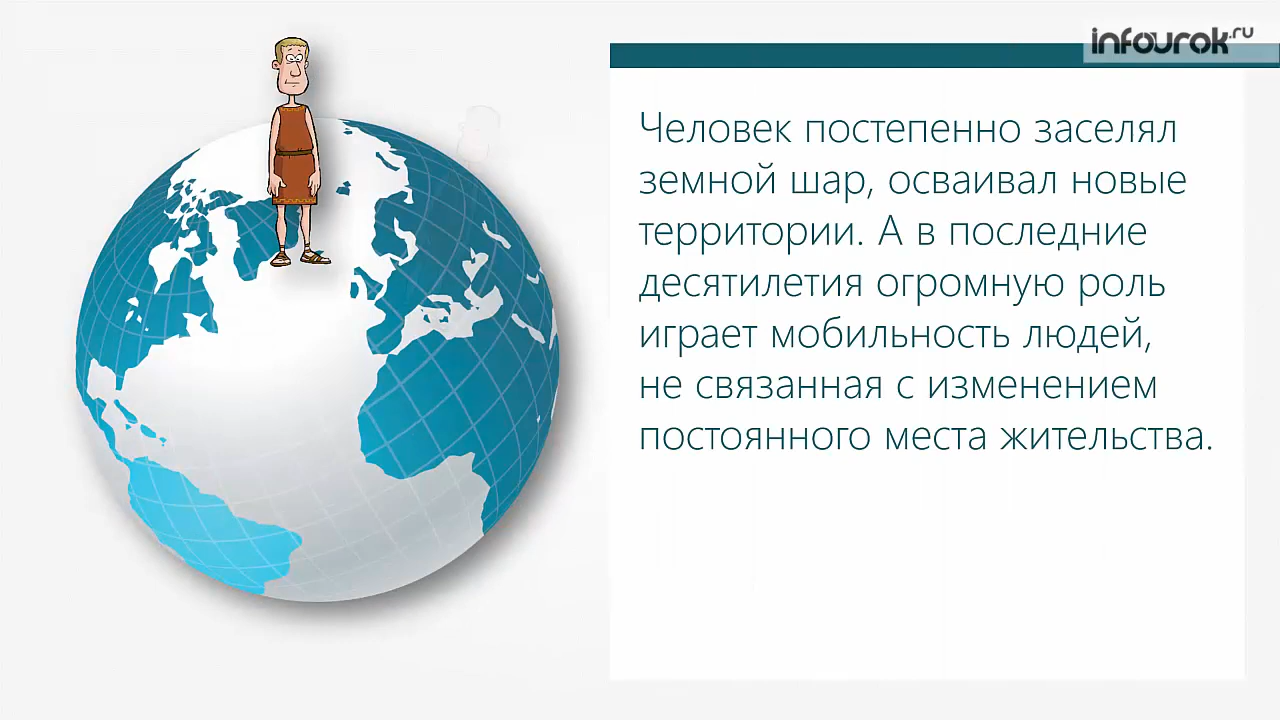 infourok.ru
Человек постепенно заселял
земной шар, осваивал новые
территории. А в последние
десятилетия огромную роль
играет мобильность людей,
не связанная с изменением
постоянного места жительства.